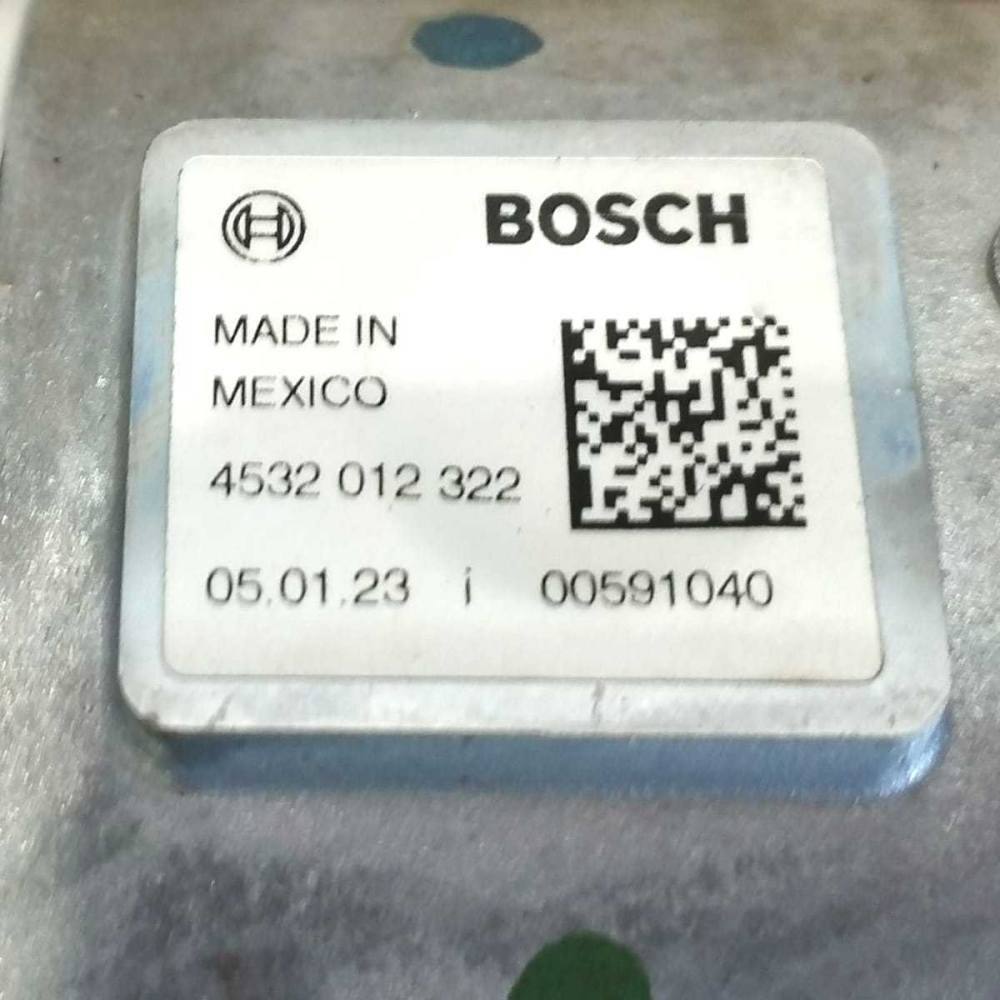 BOSCH
MADE IN
MEXICO
4532 012 322
05.01.23 i 00591040